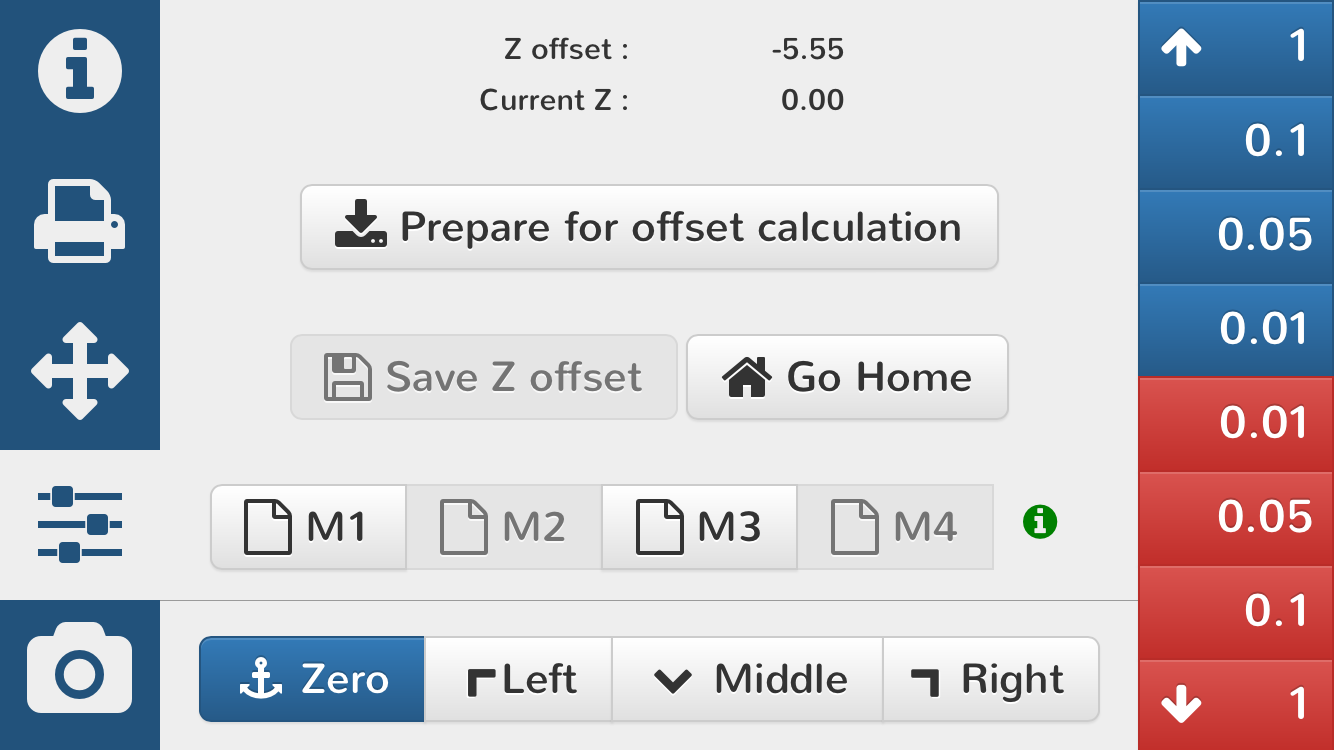 Z offset : -5.55
Current Z : 0.00
Prepare for offset calculation
Save Z offset
Go Home
M1 M2 M3 M4
Zero Left Middle Right
1
0.1
0.05
0.01
0.01
0.05
0.1
1